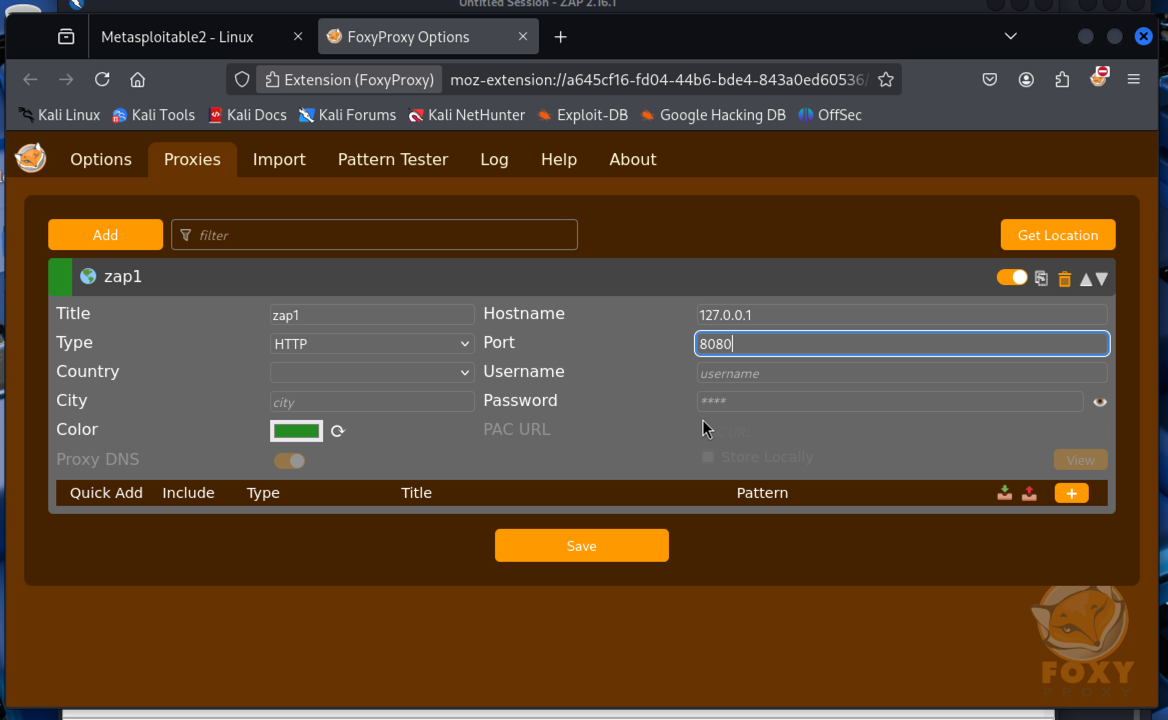 Untitled Session - ZAP 2.16.1
Metasploitable2 - Linux
FoxyProxy Options
Extension (FoxyProxy) moz-extension://a645cf16-fd04-44b6-bde4-843a0ed60536/
Kali Linux Kali Tools Kali Docs Kali Forums Kali NetHunter Exploit-DB Google Hacking DB OffSec
Options Proxies Import Pattern Tester Log Help About
Add filter Get Location
zap1
Title zap1 Hostname 127.0.0.1
Type HTTP Port 8080
Country Username username
City city Password ****
Color PAC URL
Proxy DNS Store Locally View
Quick Add Include Type Title Pattern +
Save
FOXY
PROXY